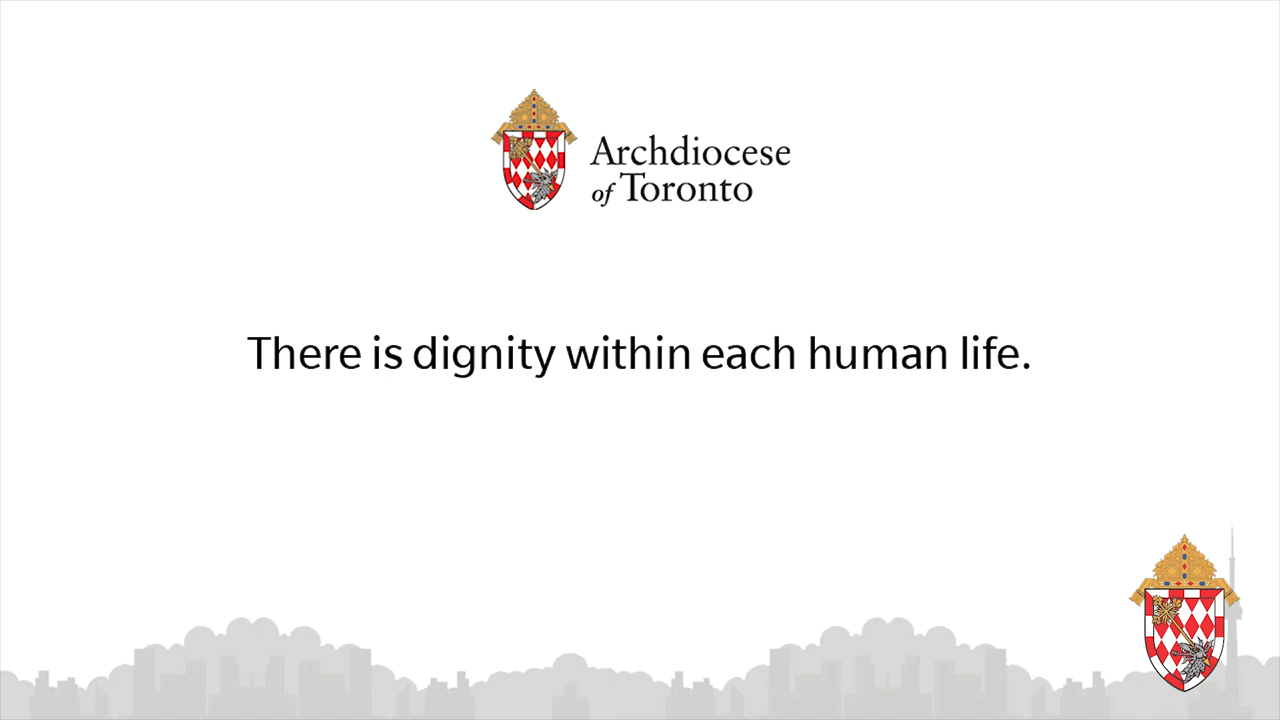 Archdiocese
of Toronto
There is dignity within each human life.